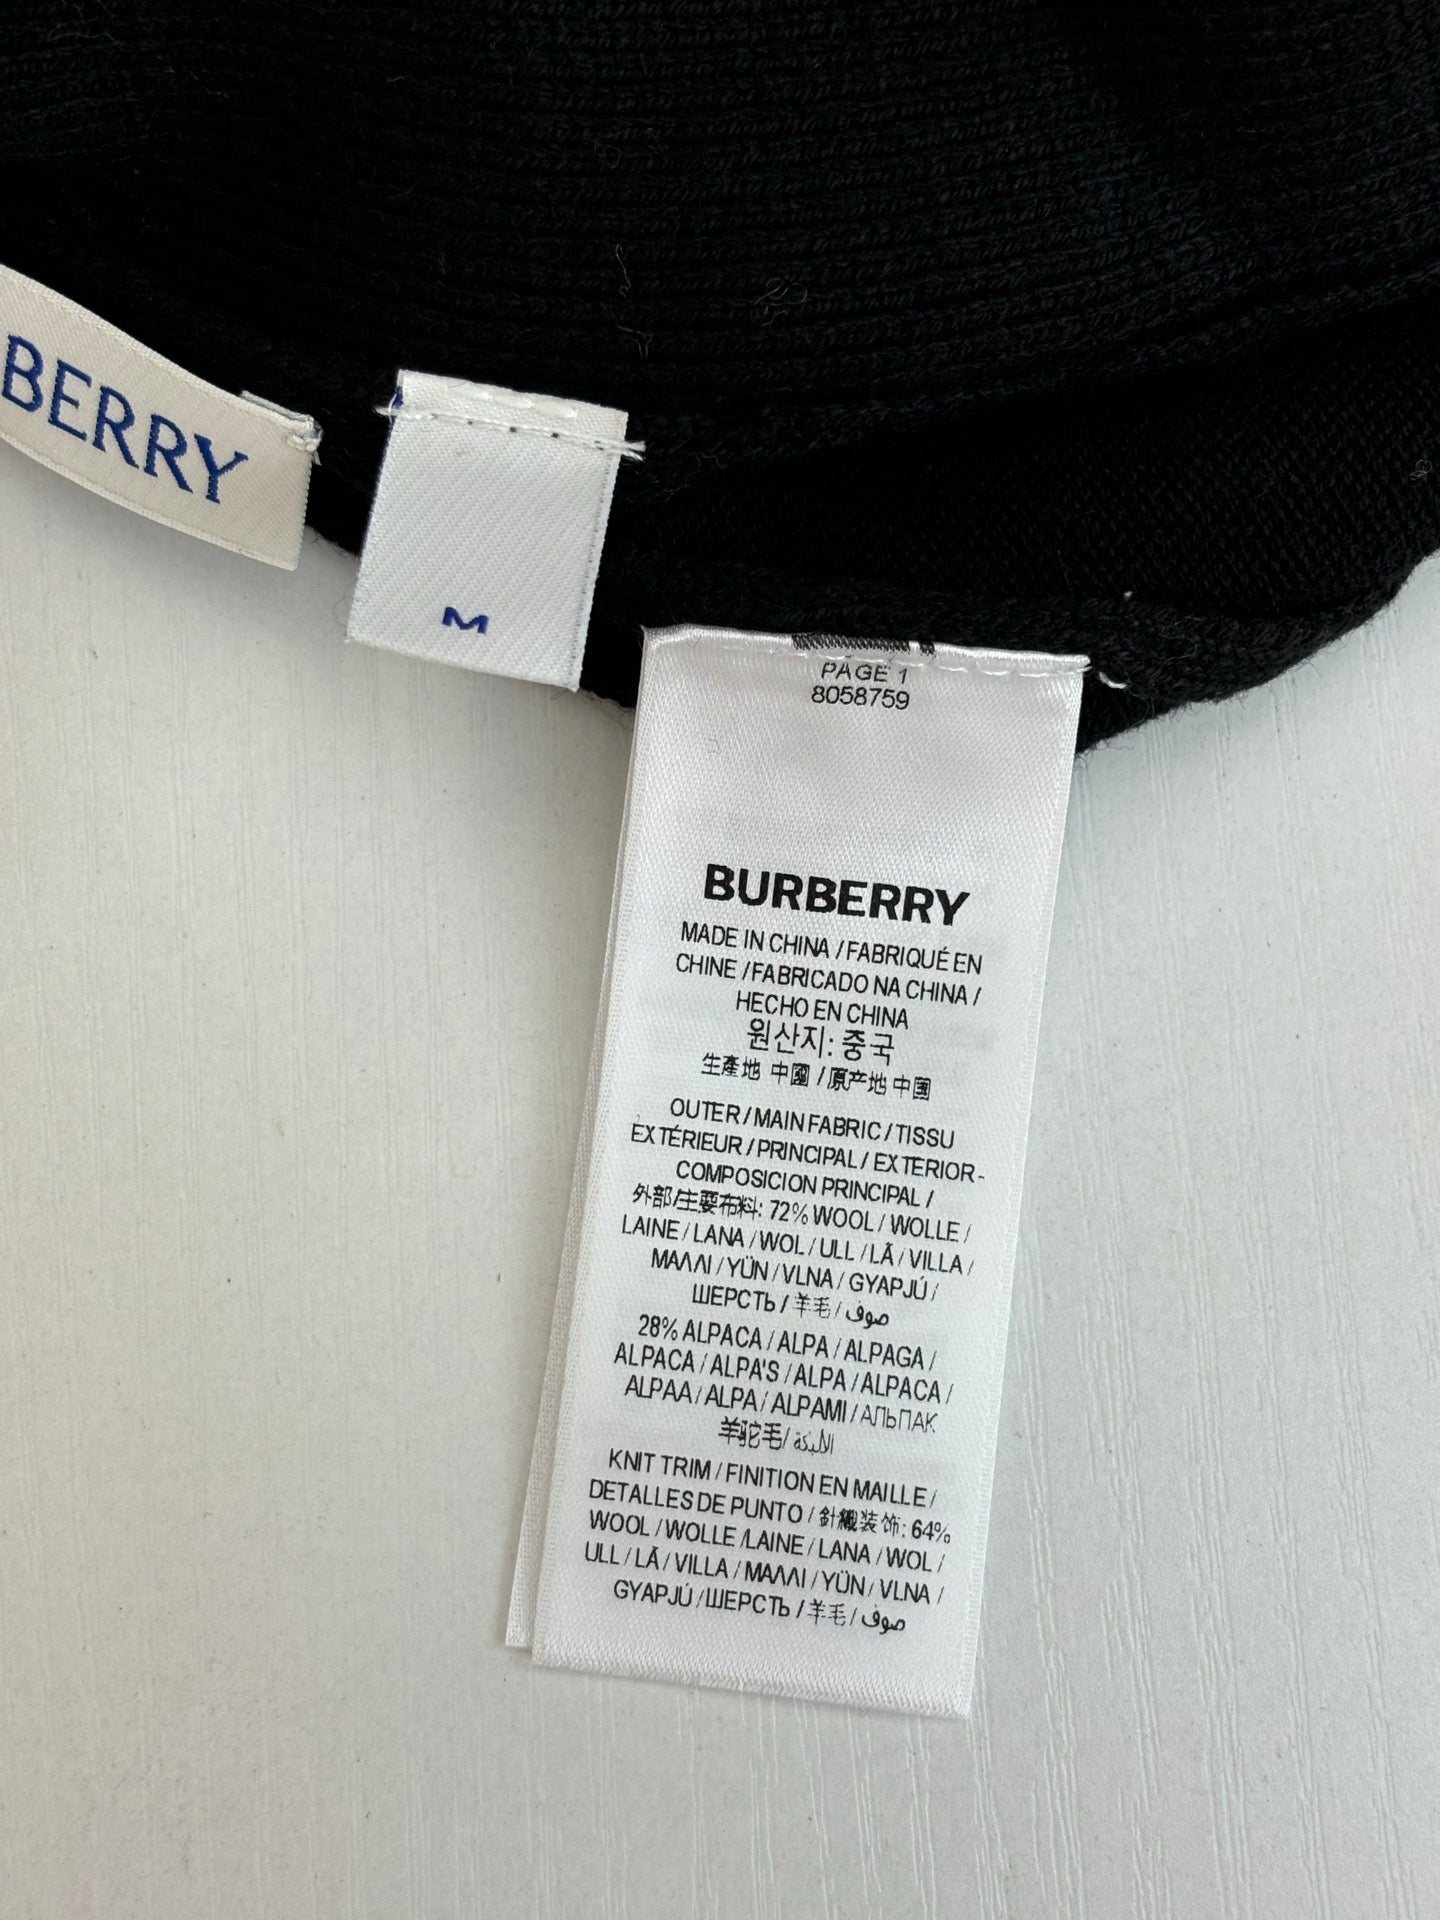 BERRY
M
PAGE 1
8058759
BURBERRY
MADE IN CHINA / FABRIQUÉ EN
CHINE / FABRICADO NA CHINA /
HECHO EN CHINA
원산지: 중국
生產地 中國 / 原产地 中國
OUTER / MAIN FABRIC / TISSU
EXTÉRIEUR / PRINCIPAL / EXTERIOR-
COMPOSICION PRINCIPAL /
外部/主要布料: 72% WOOL / WOLLE /
LAINE / LANA / WOL / ULL / LÃ / VILLA /
ΜΑΛΛΙ / YÜN / VLNA / GYAPJÚ /
ШЕРСТЬ / 羊毛 / صوف
28% ALPACA / ALPA / ALPAGA /
ALPACA / ALPA'S / ALPA / ALPACA /
ALPAA / ALPA / ALPAMI / АЛЬПАК
羊驼毛/ الالبكة
KNIT TRIM / FINITION EN MAILLE /
DETALLES DE PUNTO / 針織装饰: 64%
WOOL / WOLLE /LAINE / LANA / WOL /
ULL / LÃ / VILLA / ΜΑΛΛΙ / YÜN / VLNA /
GYAPJÚ / ШЕРСТЬ / 羊毛 / صوف